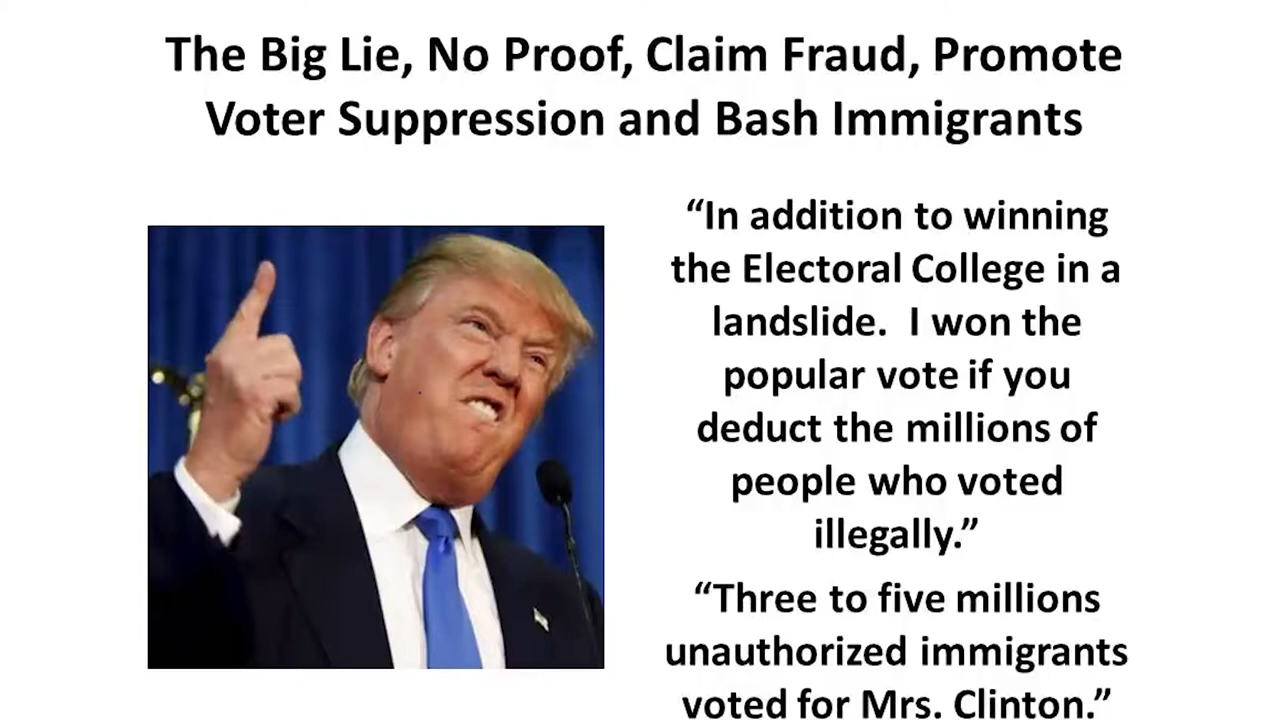 The Big Lie, No Proof, Claim Fraud, Promote
Voter Suppression and Bash Immigrants
“In addition to winning
the Electoral College in a
landslide.  I won the
popular vote if you
deduct the millions of
people who voted
illegally.”
“Three to five millions
unauthorized immigrants
voted for Mrs. Clinton.”